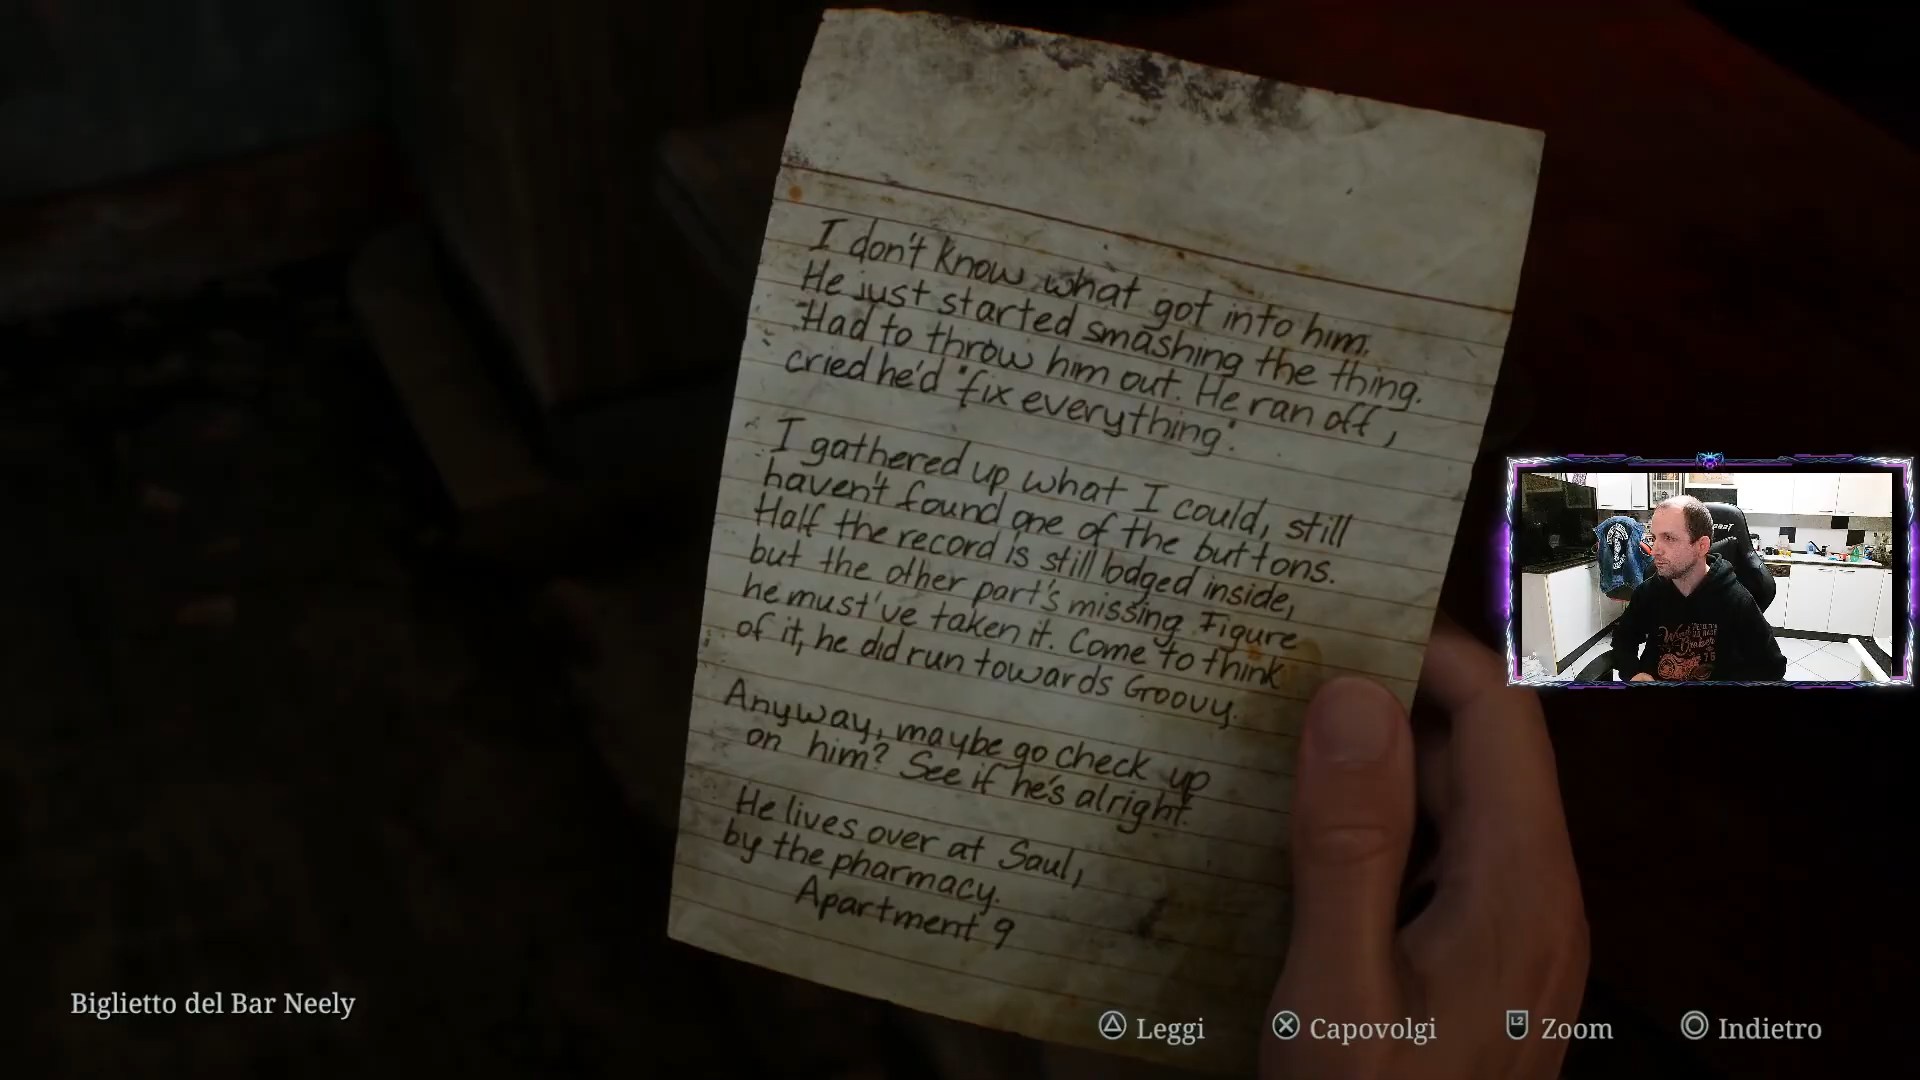 I don't know what got into him.
He just started smashing the thing.
Had to throw him out. He ran off,
cried he'd "fix everything".
I gathered up what I could, still
haven't found one of the buttons.
Half the record is still lodged inside,
but the other part's missing. Figure
he must've taken it. Come to think
of it, he did run towards Groovy.
Anyway, maybe go check up
on him? See if he's alright.
He lives over at Saul,
by the pharmacy.
Apartment 9
Biglietto del Bar Neely
Leggi
Capovolgi
L2 Zoom
Indietro